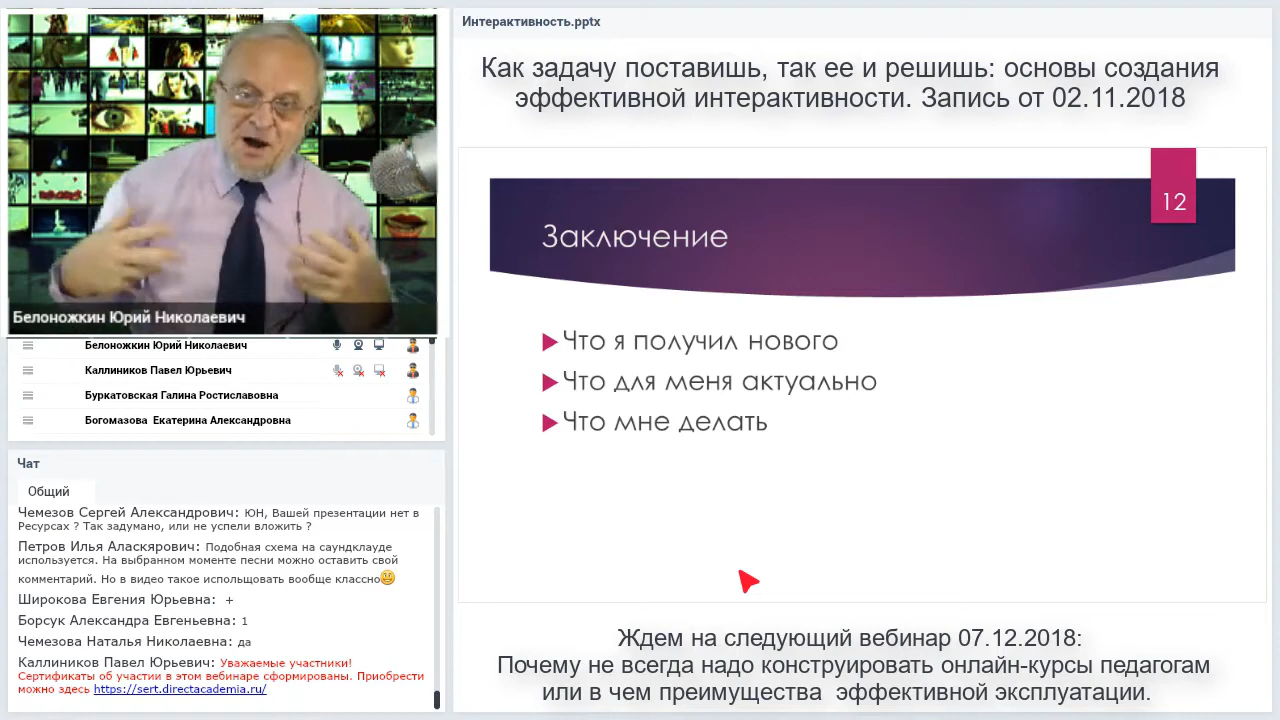 Интерактивность.pptx
Как задачу поставишь, так ее и решишь: основы создания
эффективной интерактивности. Запись от 02.11.2018
12
Заключение
Что я получил нового
Что для меня актуально
Что мне делать
Ждем на следующий вебинар 07.12.2018:
Почему не всегда надо конструировать онлайн-курсы педагогам
или в чем преимущества эффективной эксплуатации.
Белоножкин Юрий Николаевич
Белоножкин Юрий Николаевич
Каллиников Павел Юрьевич
Буркатовская Галина Ростиславовна
Богомазова Екатерина Александровна
Чат
Общий
Чемезов Сергей Александрович: ЮН, Вашей презентации нет в
Ресурсах ? Так задумано, или не успели вложить ?
Петров Илья Аласкярович: Подобная схема на саундклауде
используется. На выбранном моменте песни можно оставить свой
комментарий. Но в видео такое испольщовать вообще классно
Широкова Евгения Юрьевна: +
Борсук Александра Евгеньевна: 1
Чемезова Наталья Николаевна: да
Каллиников Павел Юрьевич: Уважаемые участники!
Сертификаты об участии в этом вебинаре сформированы. Приобрести
можно здесь https://sert.directacademia.ru/